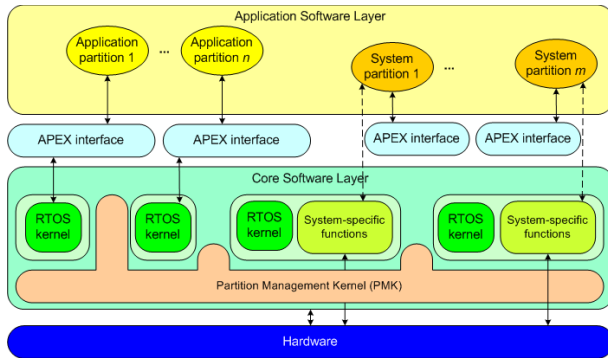 Application Software Layer
Application
partition 1
...
Application
partition n
System
partition 1
...
System
partition m
APEX interface
APEX interface
APEX interface
APEX interface
Core Software Layer
RTOS
kernel
RTOS
kernel
RTOS
kernel
System-specific
functions
RTOS
kernel
System-specific
functions
Partition Management Kernel (PMK)
Hardware